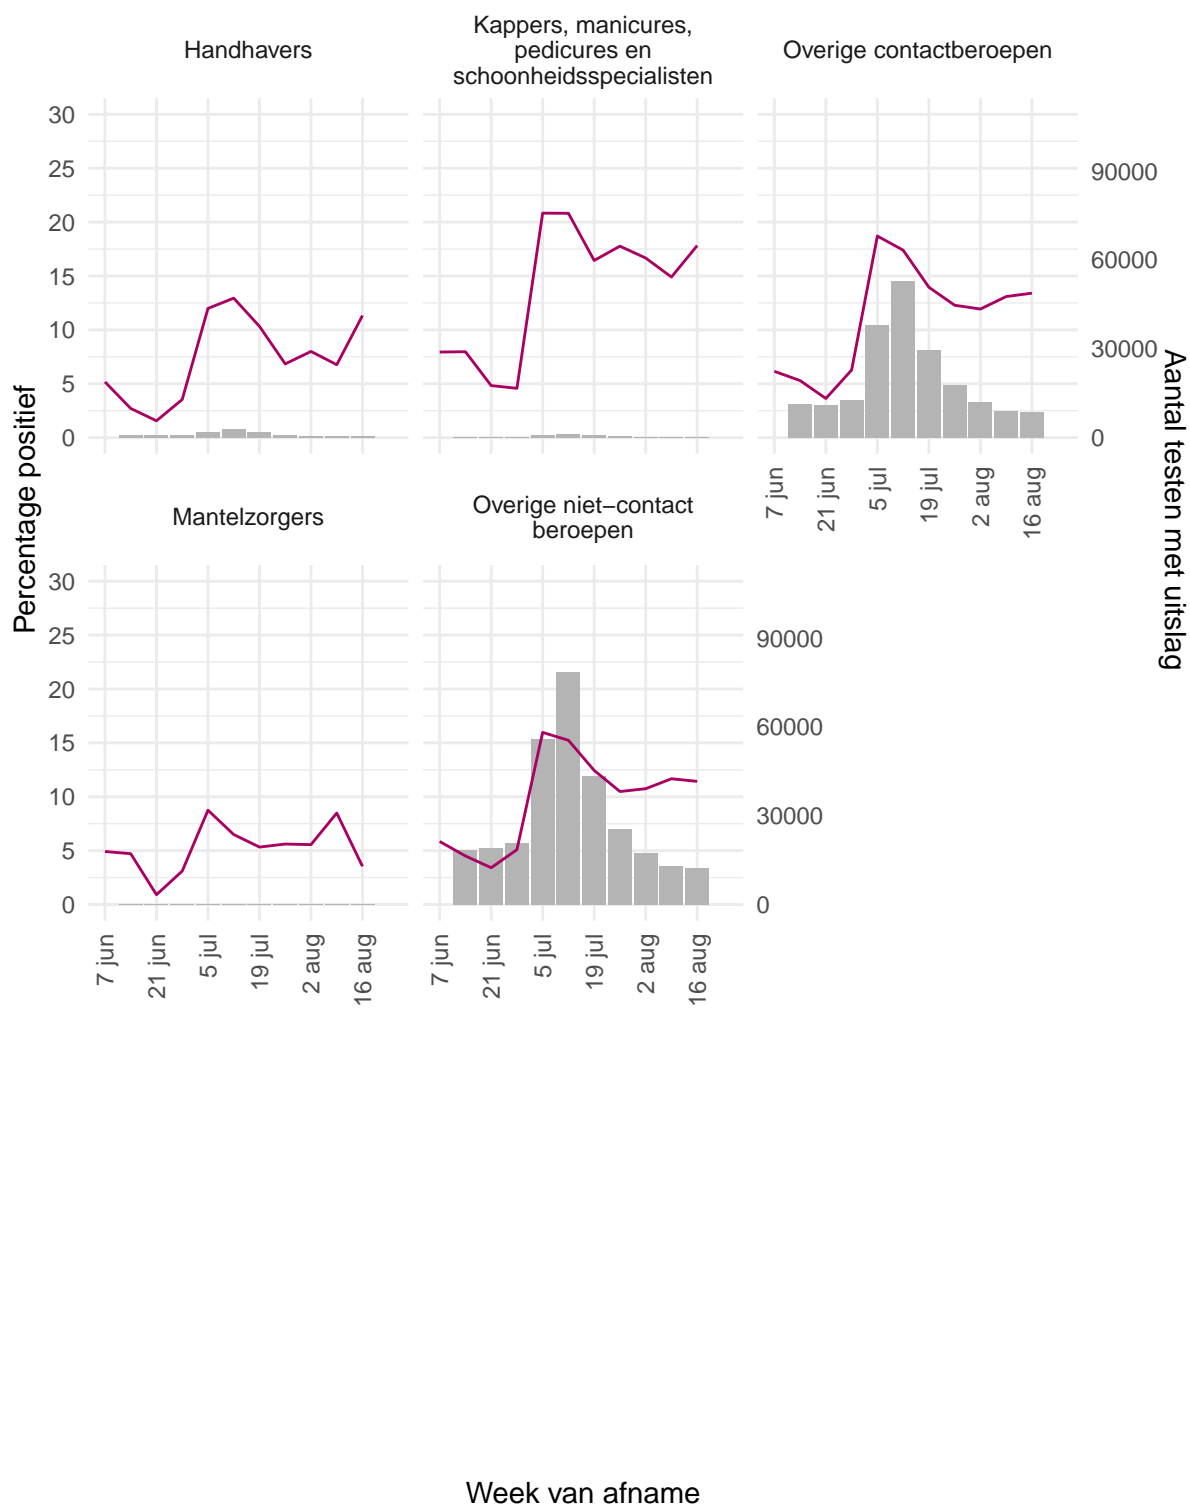 Handhavers
Kappers, manicures,
pedicures en
schoonheidsspecialisten
Overige contactberoepen
30
25
20
15
10
5
0
90000
60000
30000
0
7 jun
21 jun
5 jul
19 jul
2 aug
16 aug
Percentage positief
Aantal testen met uitslag
Mantelzorgers
Overige niet−contact
beroepen
30
25
20
15
10
5
0
90000
60000
30000
0
7 jun
21 jun
5 jul
19 jul
2 aug
16 aug
7 jun
21 jun
5 jul
19 jul
2 aug
16 aug
Week van afname